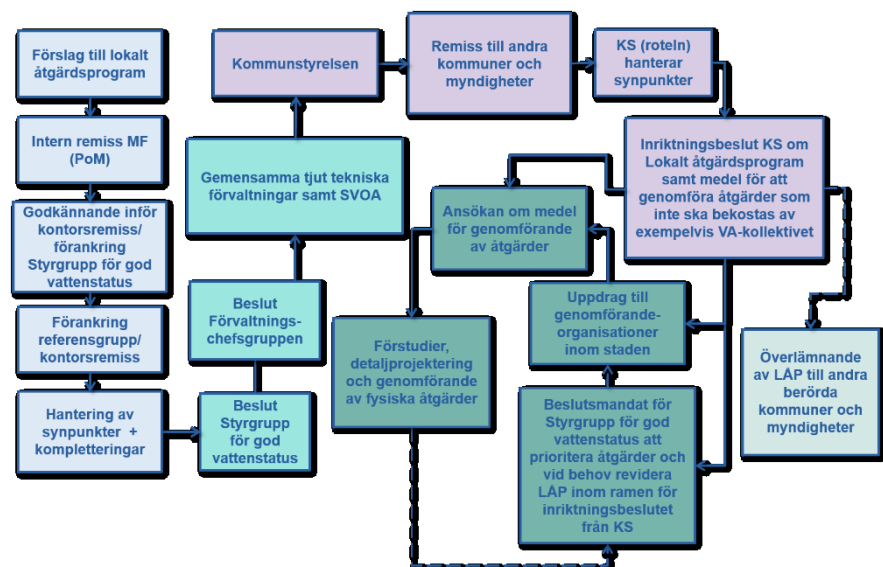 Förslag till lokalt
åtgärdsprogram
Intern remiss MF
(PoM)
Godkännande inför
kontorsremiss/
förankring
Styrgrupp för god
vattenstatus
Förankring
referensgrupp/
kontorsremiss
Hantering av
synpunkter +
kompletteringar
Beslut
Styrgrupp
för god
vattenstatus
Beslut
Förvaltnings-
chefsgruppen
Gemensamma tjut tekniska
förvaltningar samt SVOA
Kommunstyrelsen
Remiss till andra
kommuner och
myndigheter
KS (roteln)
hanterar
synpunkter
Inriktningsbeslut KS om
Lokalt åtgärdsprogram
samt medel för att
genomföra åtgärder som
inte ska bekostas av
exempelvis VA-kollektivet
Ansökan om medel
för genomförande
av åtgärder
Uppdrag till
genomförande-
organisationer
inom staden
Förstudier,
detaljprojektering
och genomförande
av fysiska åtgärder
Beslutsmandat för
Styrgrupp för god
vattenstatus att
prioritera åtgärder och
vid behov revidera
LÅP inom ramen för
inriktningsbeslutet
från KS
Överlämnande
av LÅP till andra
berörda
kommuner och
myndigheter